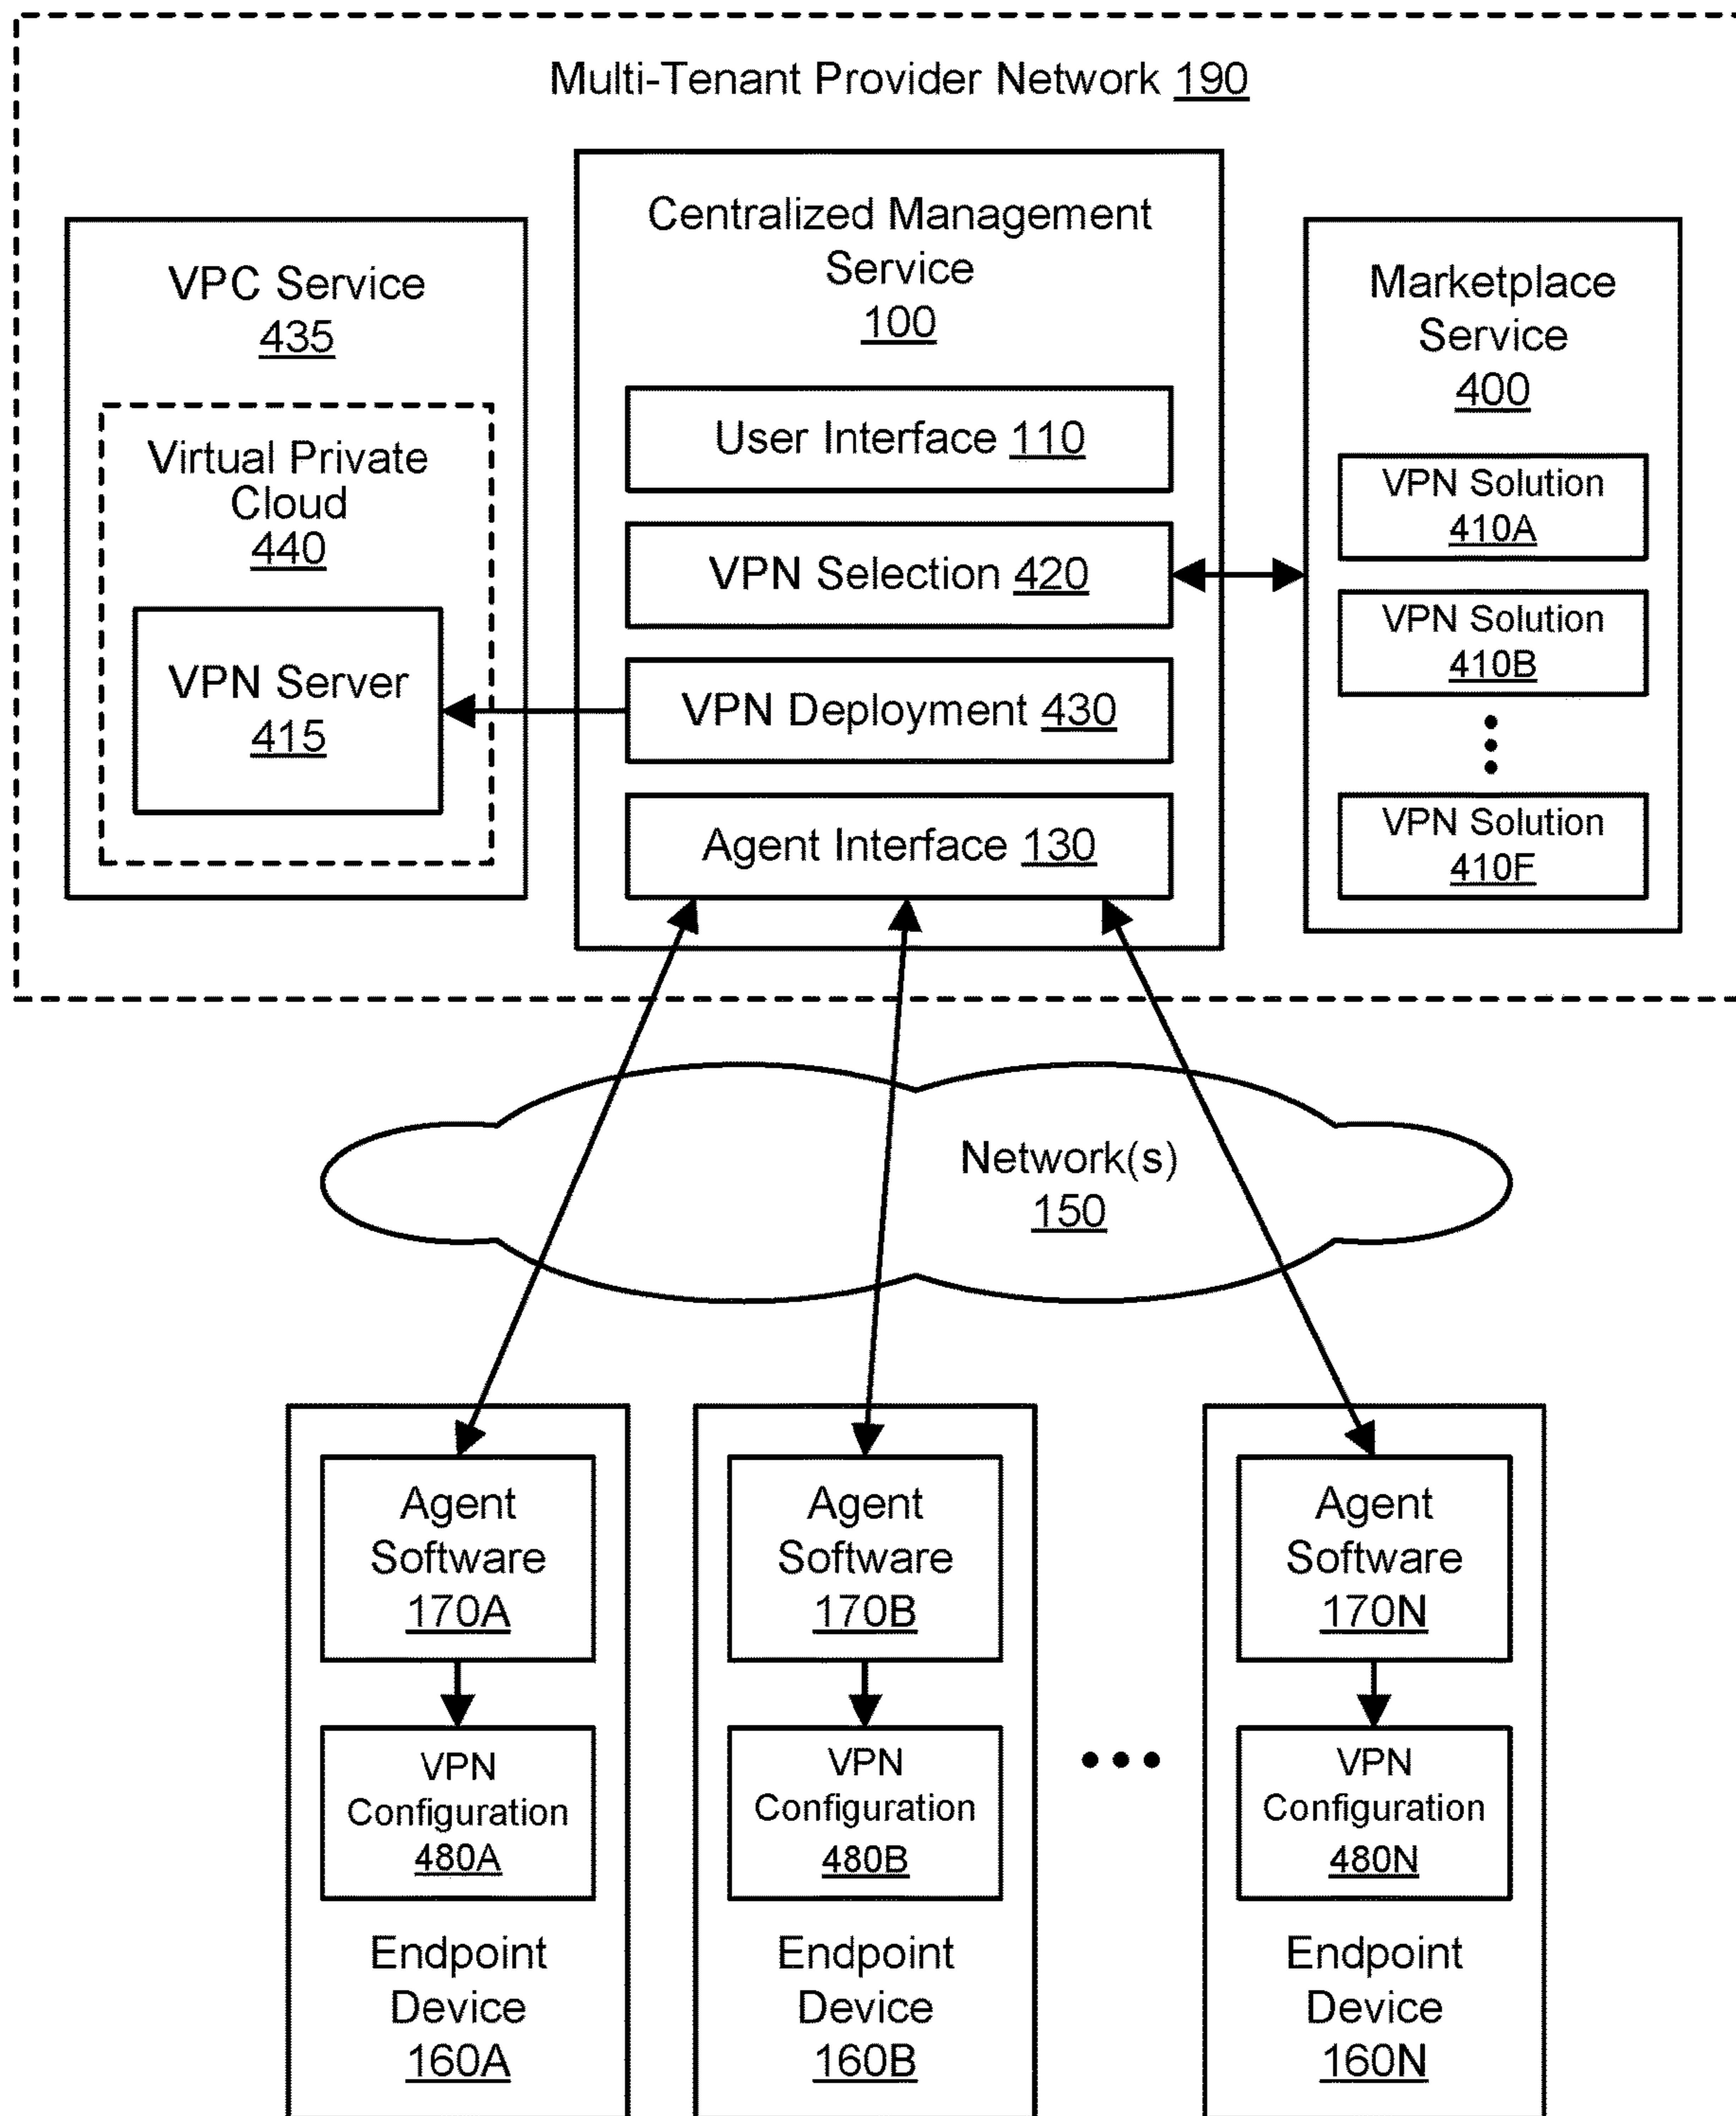 Multi-Tenant Provider Network 190
VPC Service
435
Virtual Private
Cloud
440
VPN Server
415
Centralized Management
Service
100
User Interface 110
VPN Selection 420
VPN Deployment 430
Agent Interface 130
Marketplace
Service
400
VPN Solution
410A
VPN Solution
410B
VPN Solution
410F
Network(s)
150
Agent
Software
170A
VPN
Configuration
480A
Endpoint
Device
160A
Agent
Software
170B
VPN
Configuration
480B
Endpoint
Device
160B
Agent
Software
170N
VPN
Configuration
480N
Endpoint
Device
160N